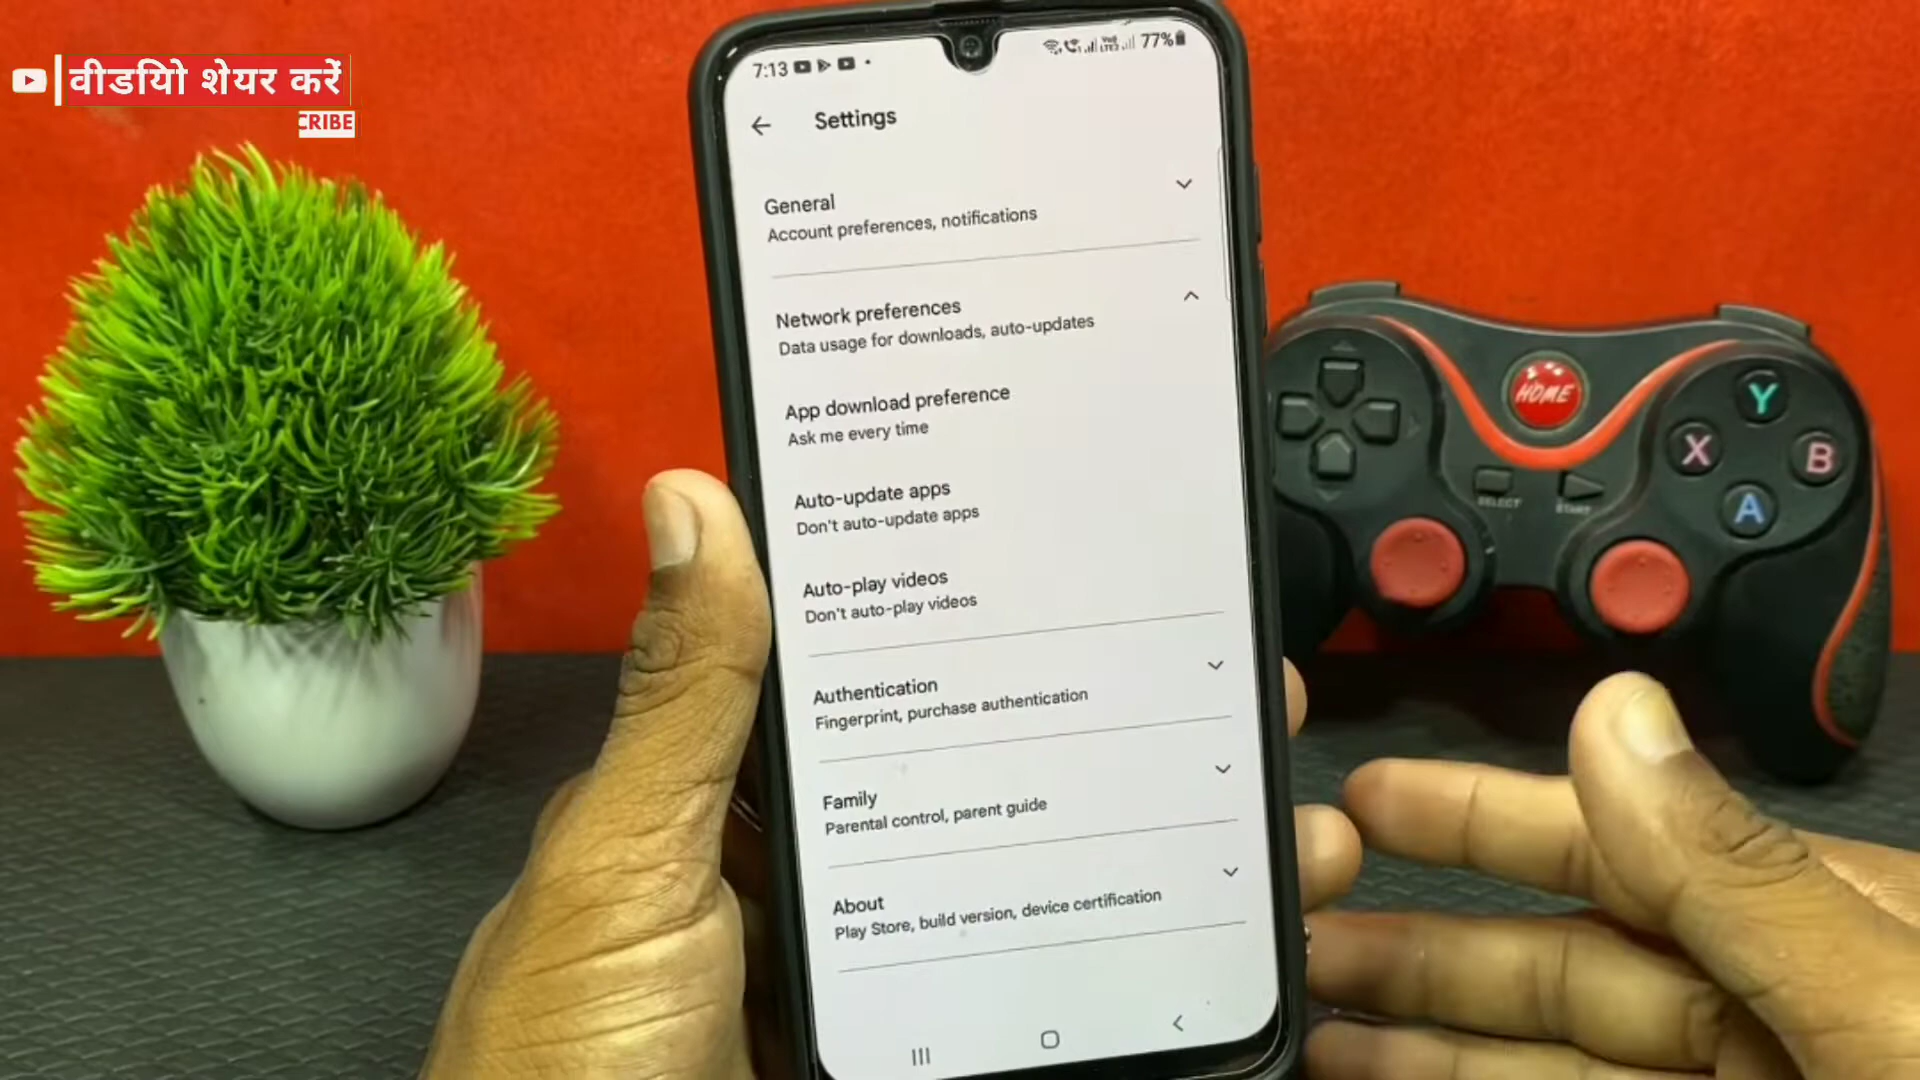 वीडियो शेयर करें
CRIBE
7:13
77%
Settings
General
Account preferences, notifications
Network preferences
Data usage for downloads, auto-updates
App download preference
Ask me every time
Auto-update apps
Don't auto-update apps
Auto-play videos
Don't auto-play videos
Authentication
Fingerprint, purchase authentication
Family
Parental control, parent guide
About
Play Store, build version, device certification
HOME
Y
X
B
A
SELECT
START